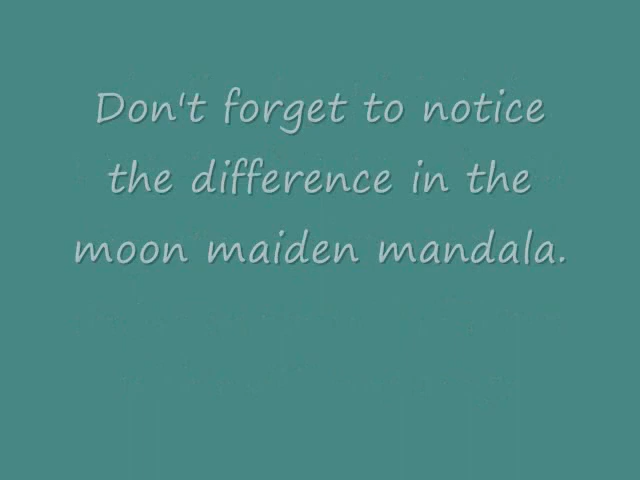 Don't forget to notice
the difference in the
moon maiden mandala.